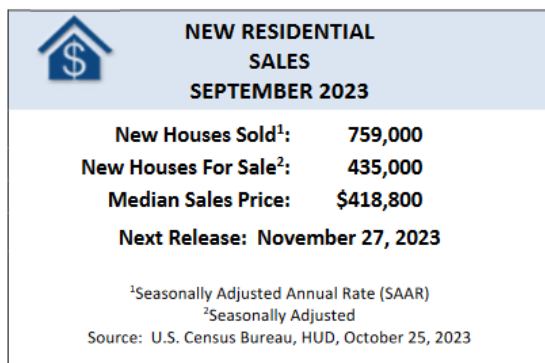 $
NEW RESIDENTIAL
SALES
SEPTEMBER 2023
New Houses Sold¹: 759,000
New Houses For Sale²: 435,000
Median Sales Price: $418,800
Next Release: November 27, 2023
¹Seasonally Adjusted Annual Rate (SAAR)
²Seasonally Adjusted
Source: U.S. Census Bureau, HUD, October 25, 2023